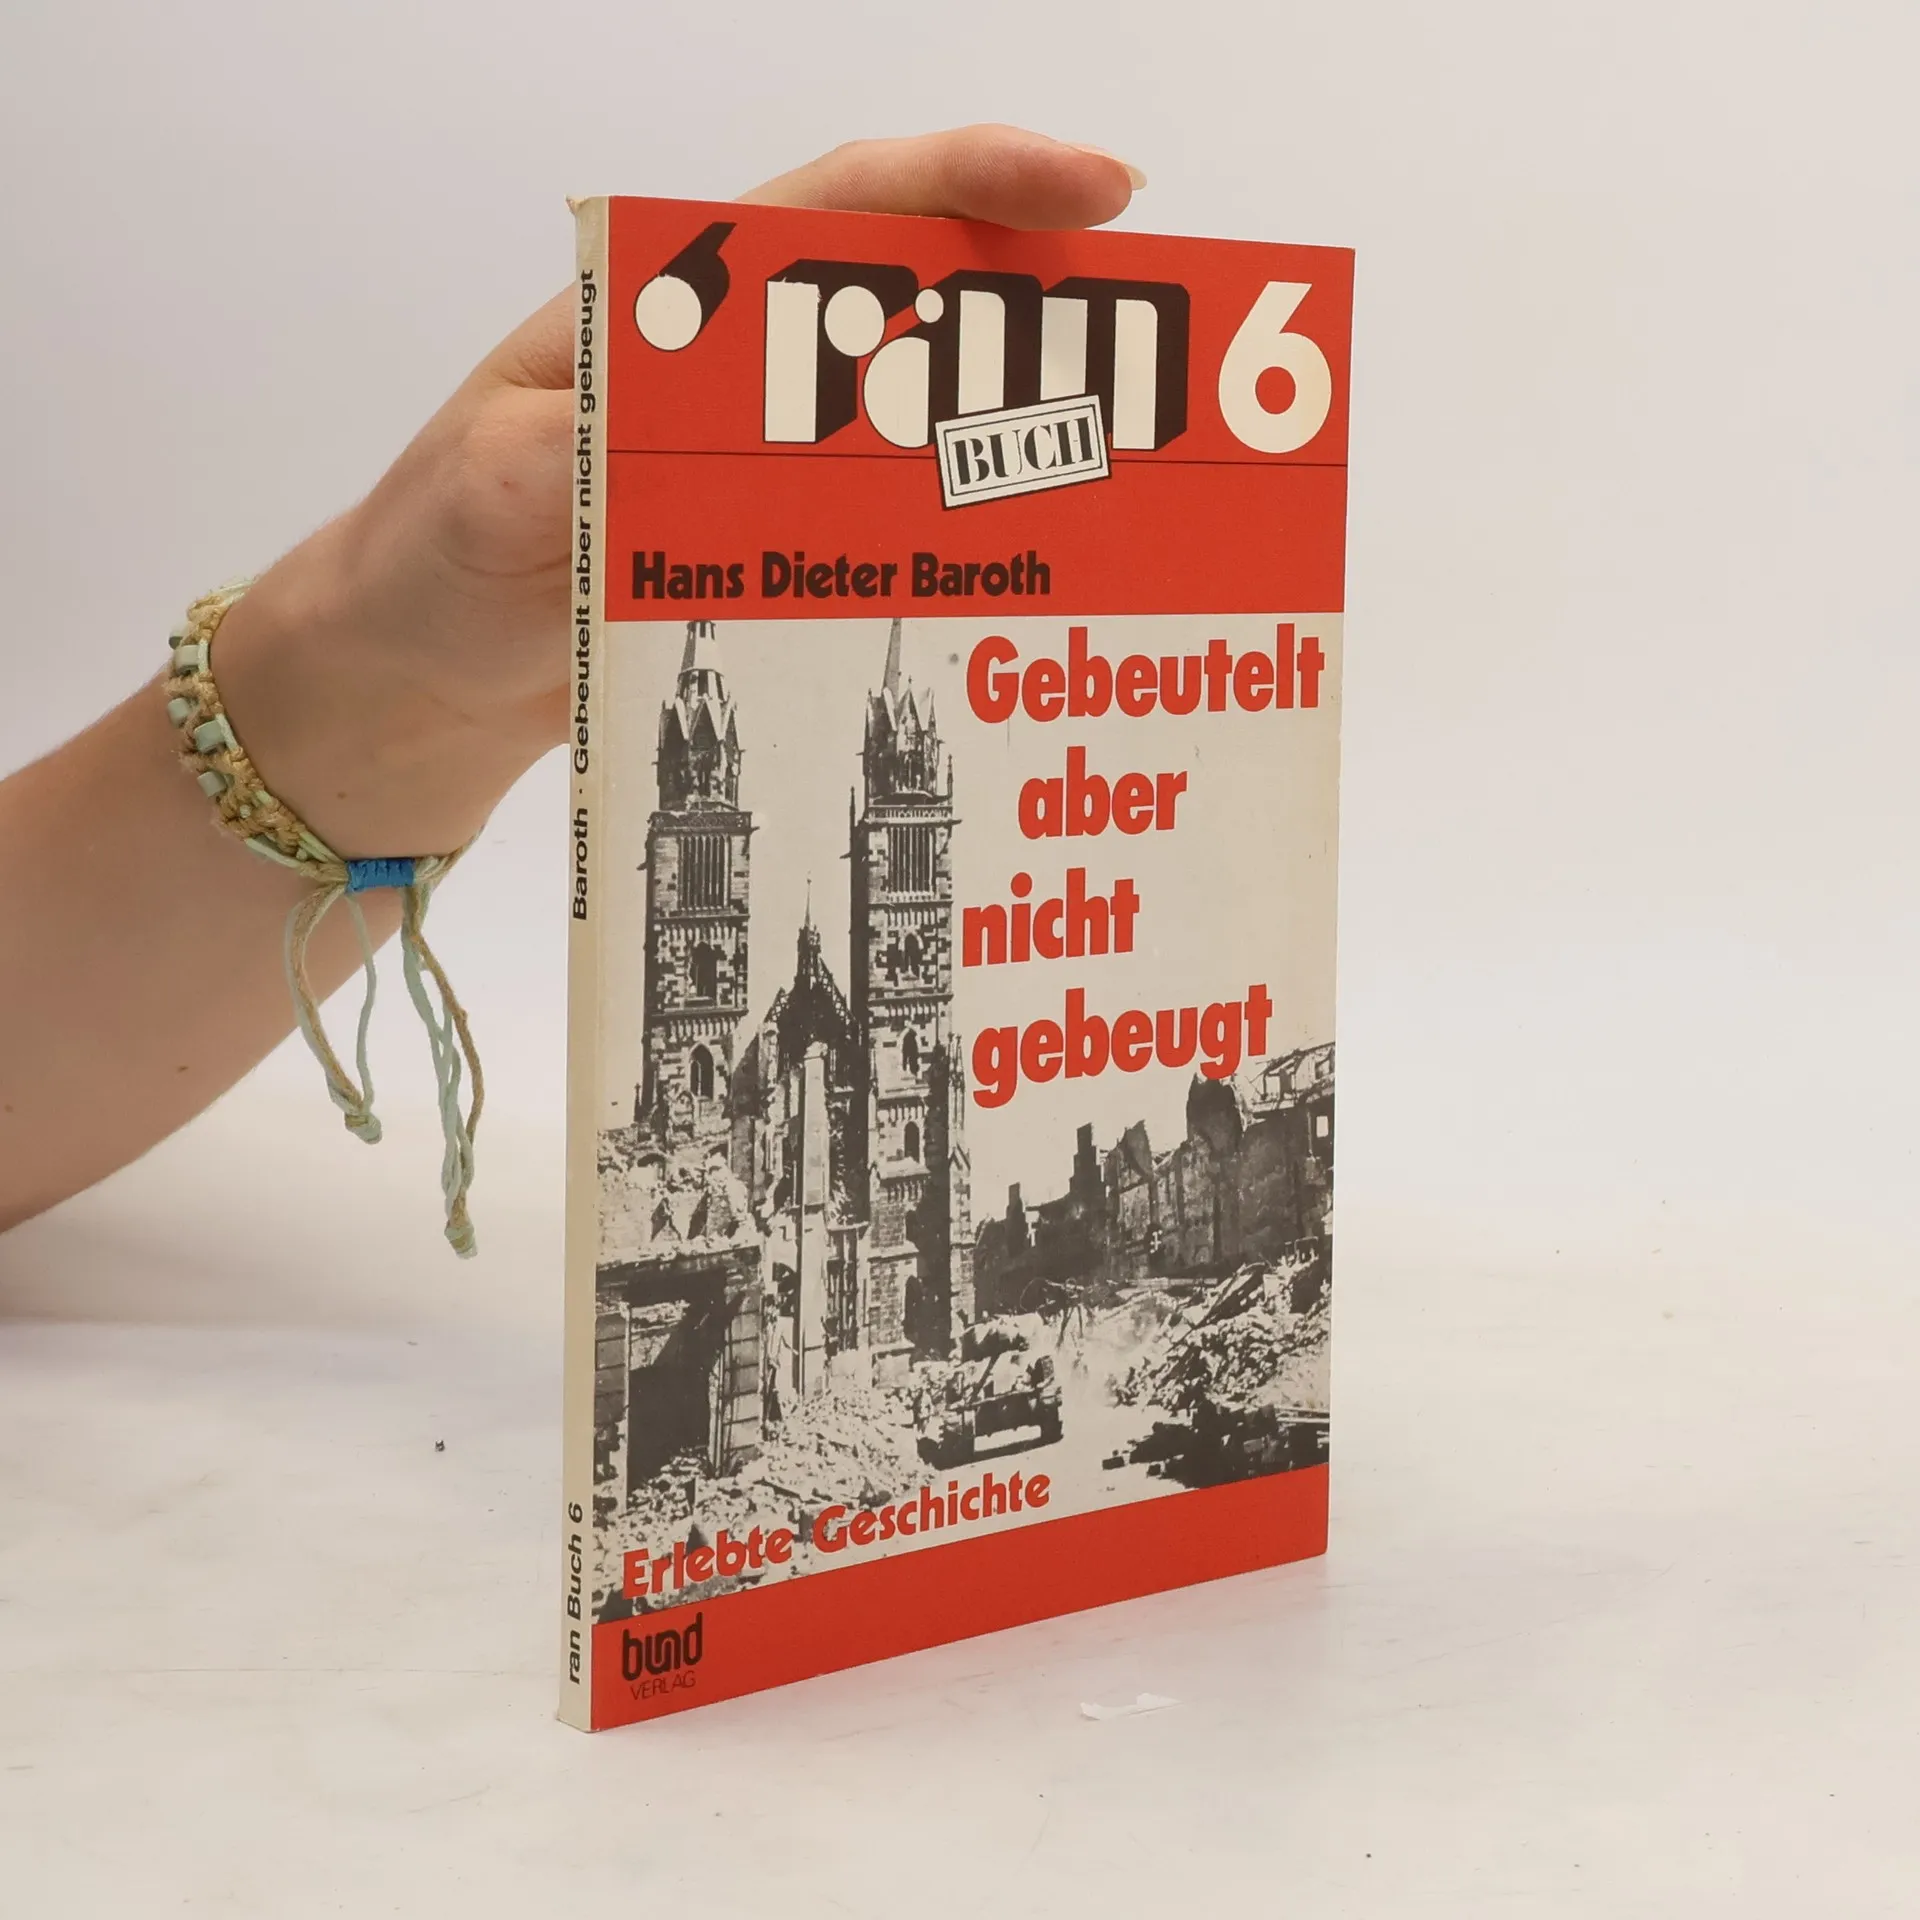 'ran 6
BUCH
Hans Dieter Baroth
Gebeutelt
aber
nicht
gebeugt
Erlebte Geschichte
bund
VERLAG
Baroth · Gebeutelt aber nicht gebeugt
ran Buch 6